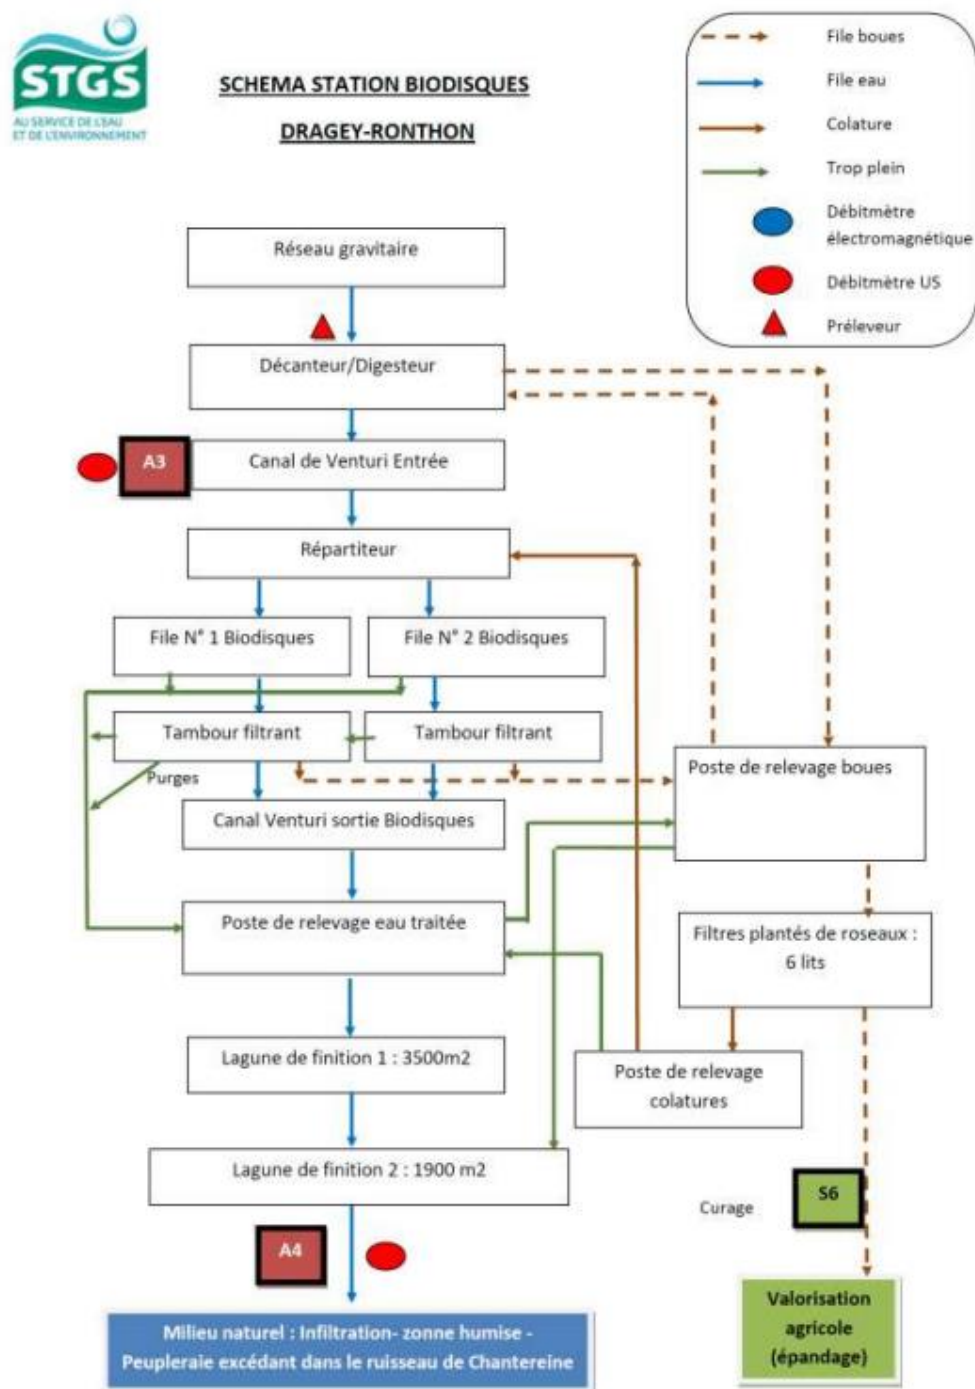 STGS
AU SERVICE DE L'EAU
ET DE L'ENVIRONNEMENT
SCHEMA STATION BIODISQUES
DRAGEY-RONTHON
File boues
File eau
Colature
Trop plein
Débitmètre
électromagnétique
Débitmètre US
Préleveur
Réseau gravitaire
Décanteur/Digesteur
A3
Canal de Venturi Entrée
Répartiteur
File N° 1 Biodisques
File N° 2 Biodisques
Tambour filtrant
Tambour filtrant
Purges
Poste de relevage boues
Canal Venturi sortie Biodisques
Poste de relevage eau traitée
Filtres plantés de roseaux :
6 lits
Lagune de finition 1 : 3500m2
Poste de relevage
colatures
Lagune de finition 2 : 1900 m2
S6
Curage
A4
Milieu naturel : Infiltration- zonne humise -
Peupleraie excédant dans le ruisseau de Chantereine
Valorisation
agricole
(épandage)